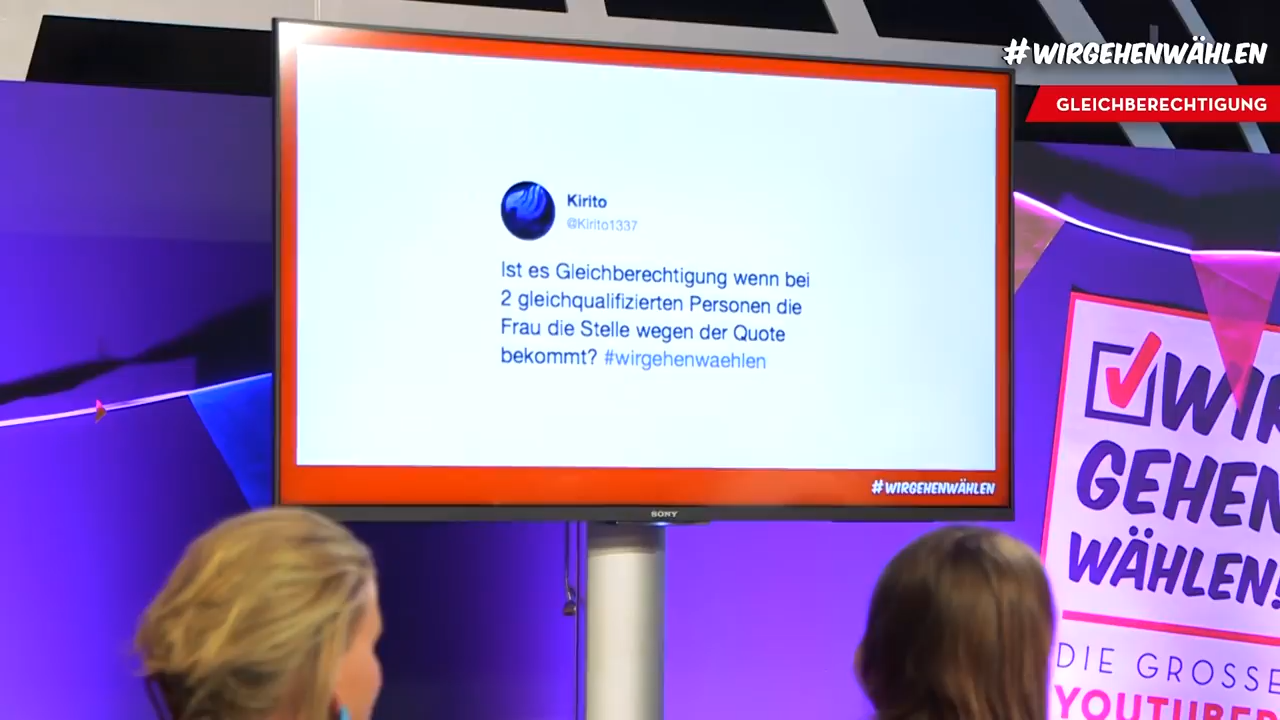 #WIRGEHENWÄHLEN
GLEICHBERECHTIGUNG
Kirito
@Kirito1337
Ist es Gleichberechtigung wenn bei
2 gleichqualifizierten Personen die
Frau die Stelle wegen der Quote
bekommt? #wirgehenwaehlen
#WIRGEHENWÄHLEN
SONY
WIR
GEHEN
WÄHLEN!
DIE GROSSE
YOUTUBER